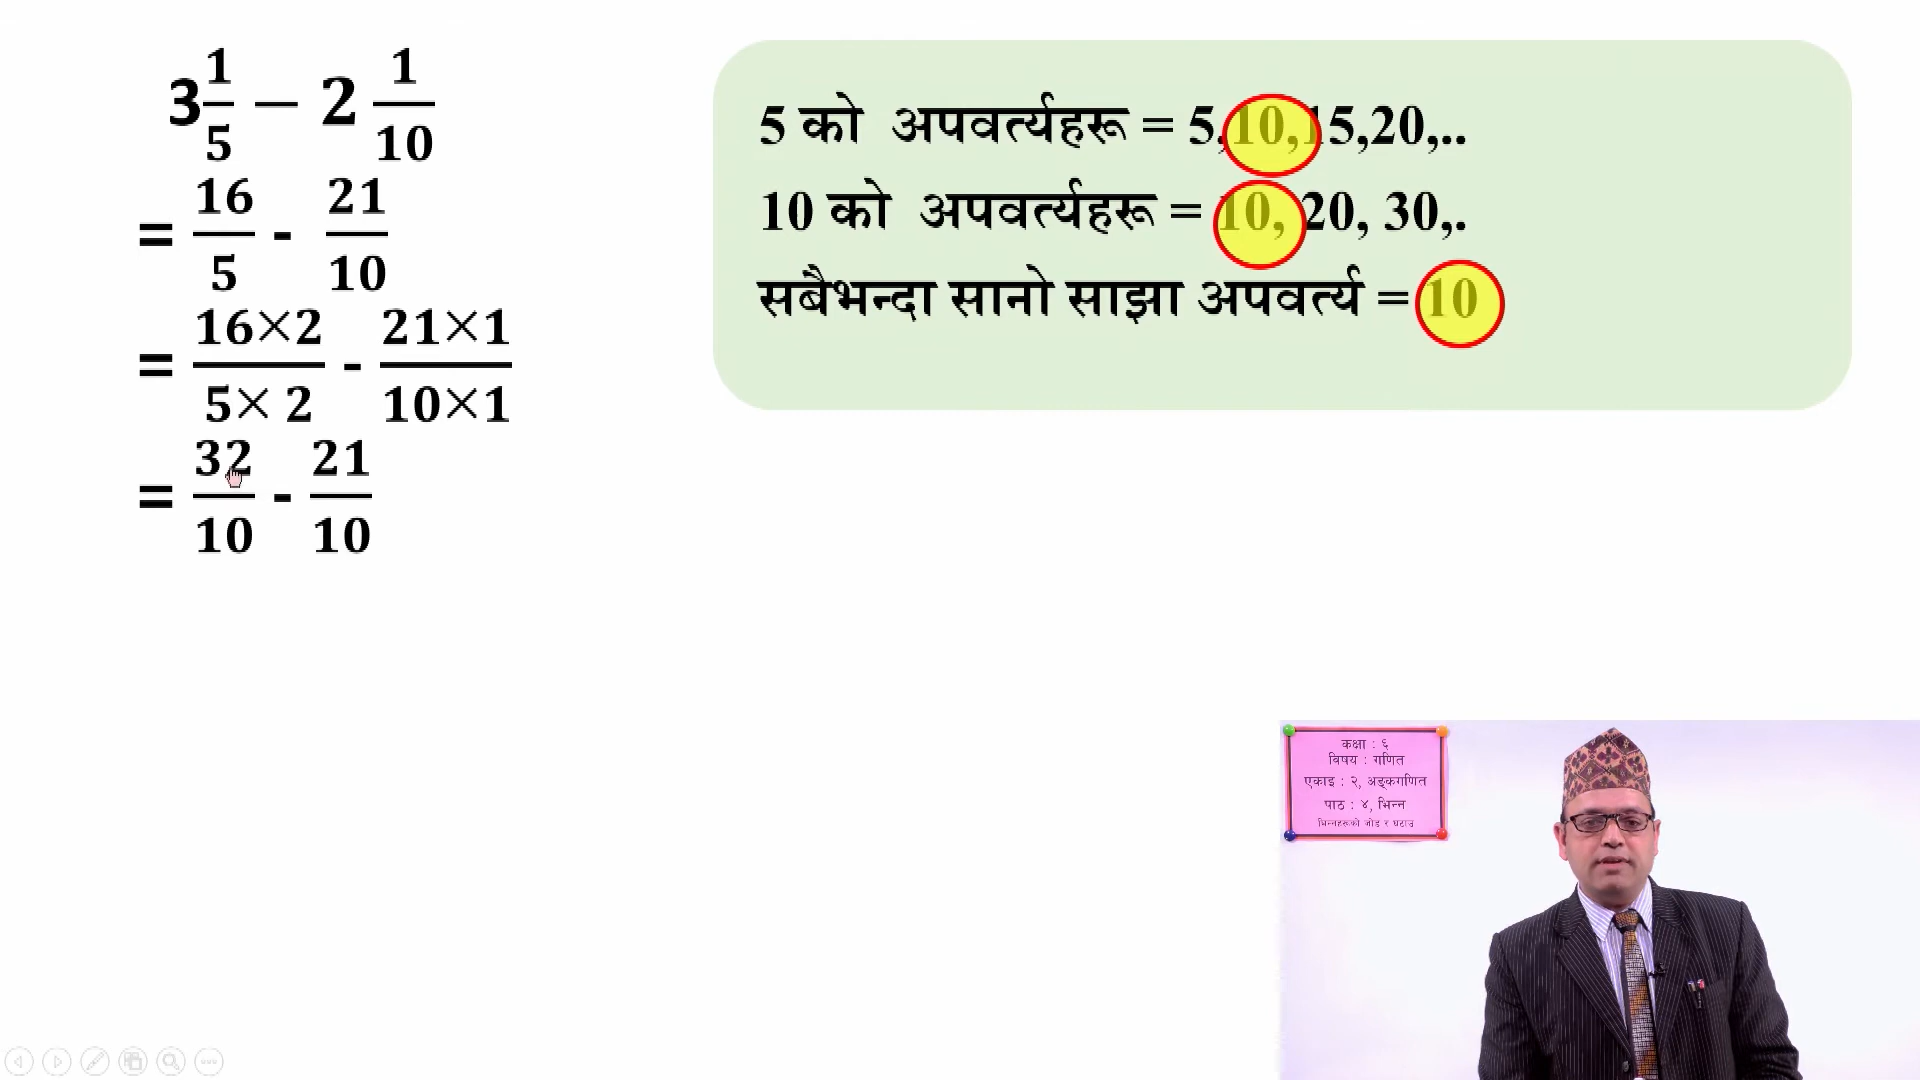 3 1/5 − 2 1/10
= 16/5 - 21/10
= 16×2/5× 2 - 21×1/10×1
= 32/10 - 21/10
5 को अपवर्त्यहरू = 5,10,15,20,..
10 को अपवर्त्यहरू = 10, 20, 30,.
सबैभन्दा सानो साझा अपवर्त्य = 10
कक्षा : ६
विषय : गणित
एकाइ : २, अङ्कगणित
पाठ : ४, भिन्न
भिन्नहरूको जोड र घटाउ